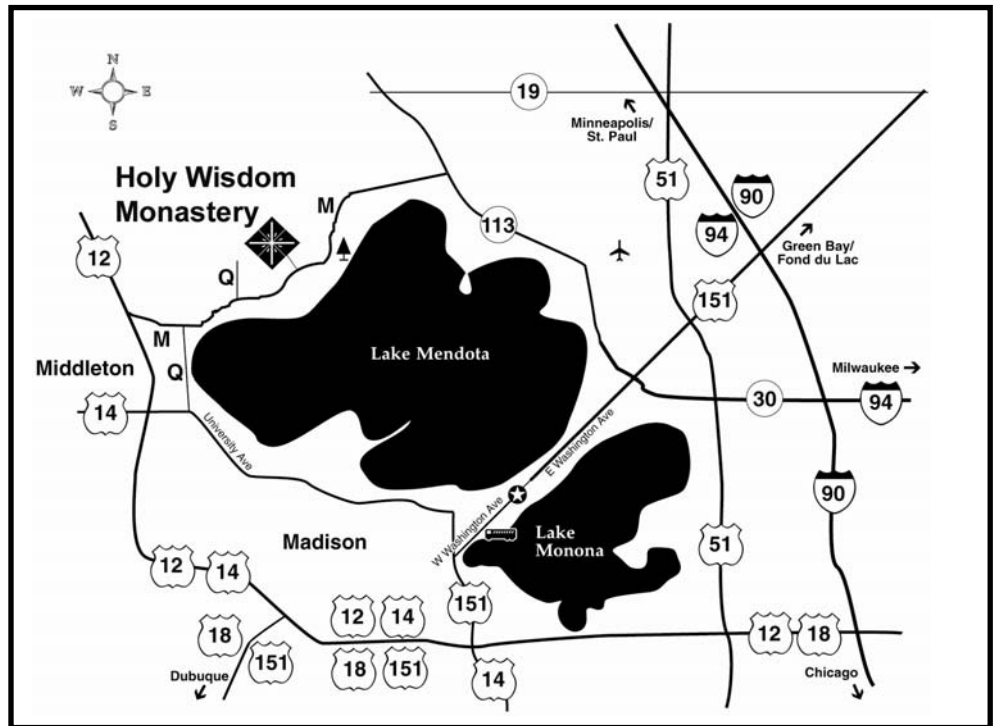 N
W E
S
19
Minneapolis/
St. Paul
51
90
94
Holy Wisdom
Monastery
M
113
12
Green Bay/
Fond du Lac
Q
151
M
Lake Mendota
Middleton
Q
Milwaukee
14
30
94
University Ave
E Washington Ave
90
W Washington Ave
Lake
Monona
Madison
51
12
14
151
12
14
18
12
18
151
18
151
Dubuque
14
Chicago